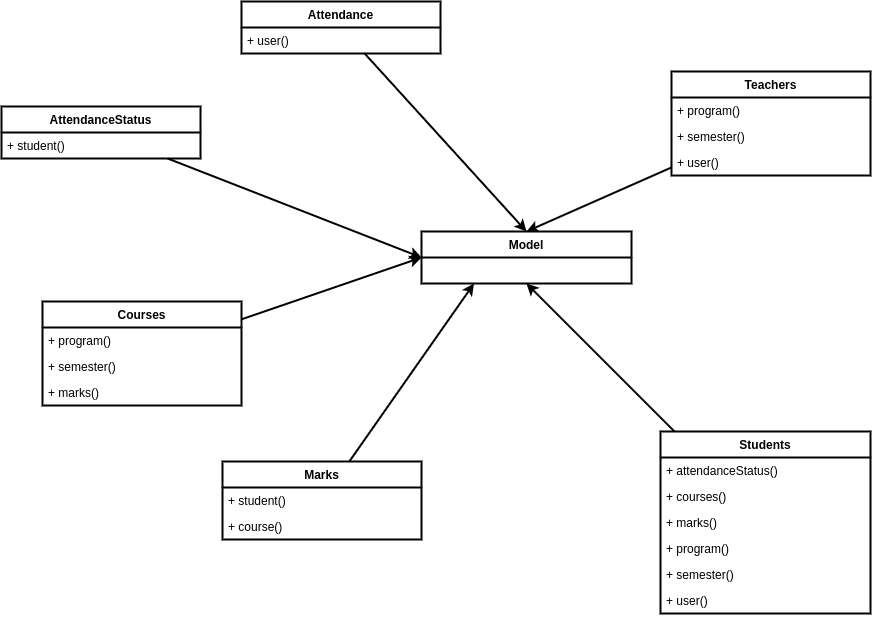 Attendance
+ user()
Teachers
+ program()
+ semester()
+ user()
AttendanceStatus
+ student()
Model
Courses
+ program()
+ semester()
+ marks()
Marks
+ student()
+ course()
Students
+ attendanceStatus()
+ courses()
+ marks()
+ program()
+ semester()
+ user()